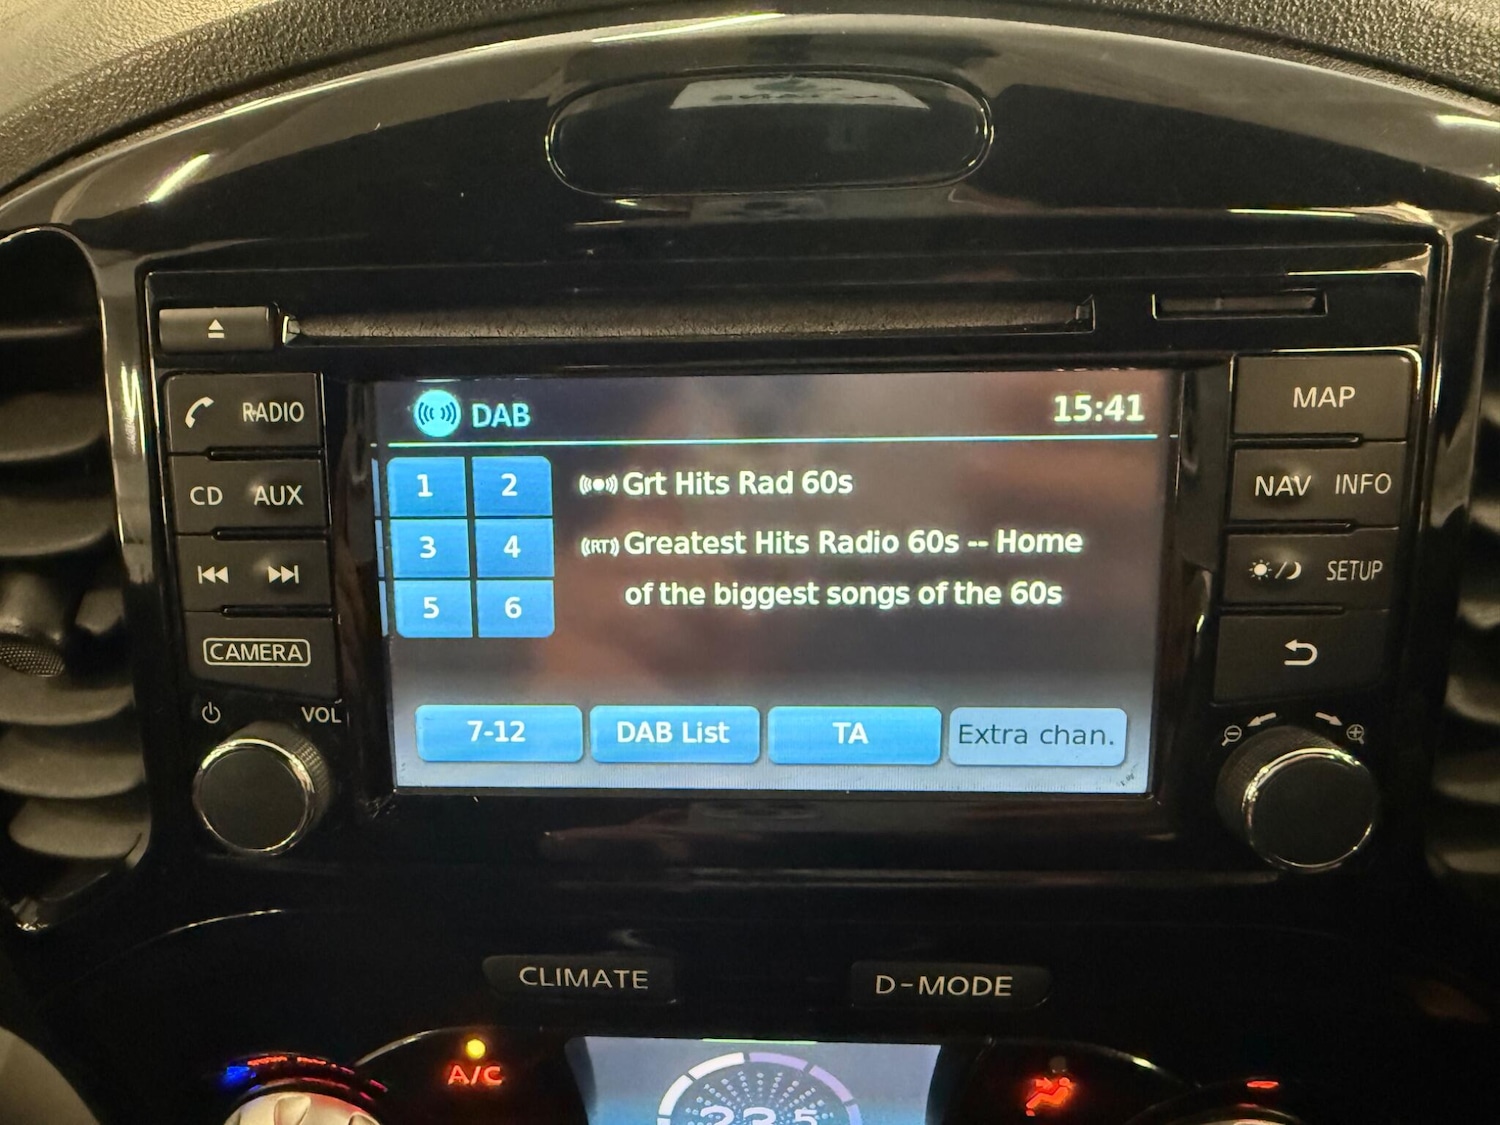 DAB
15:41
1 2
3 4
5 6
Grt Hits Rad 60s
RT
Greatest Hits Radio 60s -- Home
of the biggest songs of the 60s
7-12
DAB List
TA
Extra chan.
RADIO
CD AUX
CAMERA
VOL
MAP
NAV INFO
SETUP
CLIMATE
D-MODE
A/C
23.5